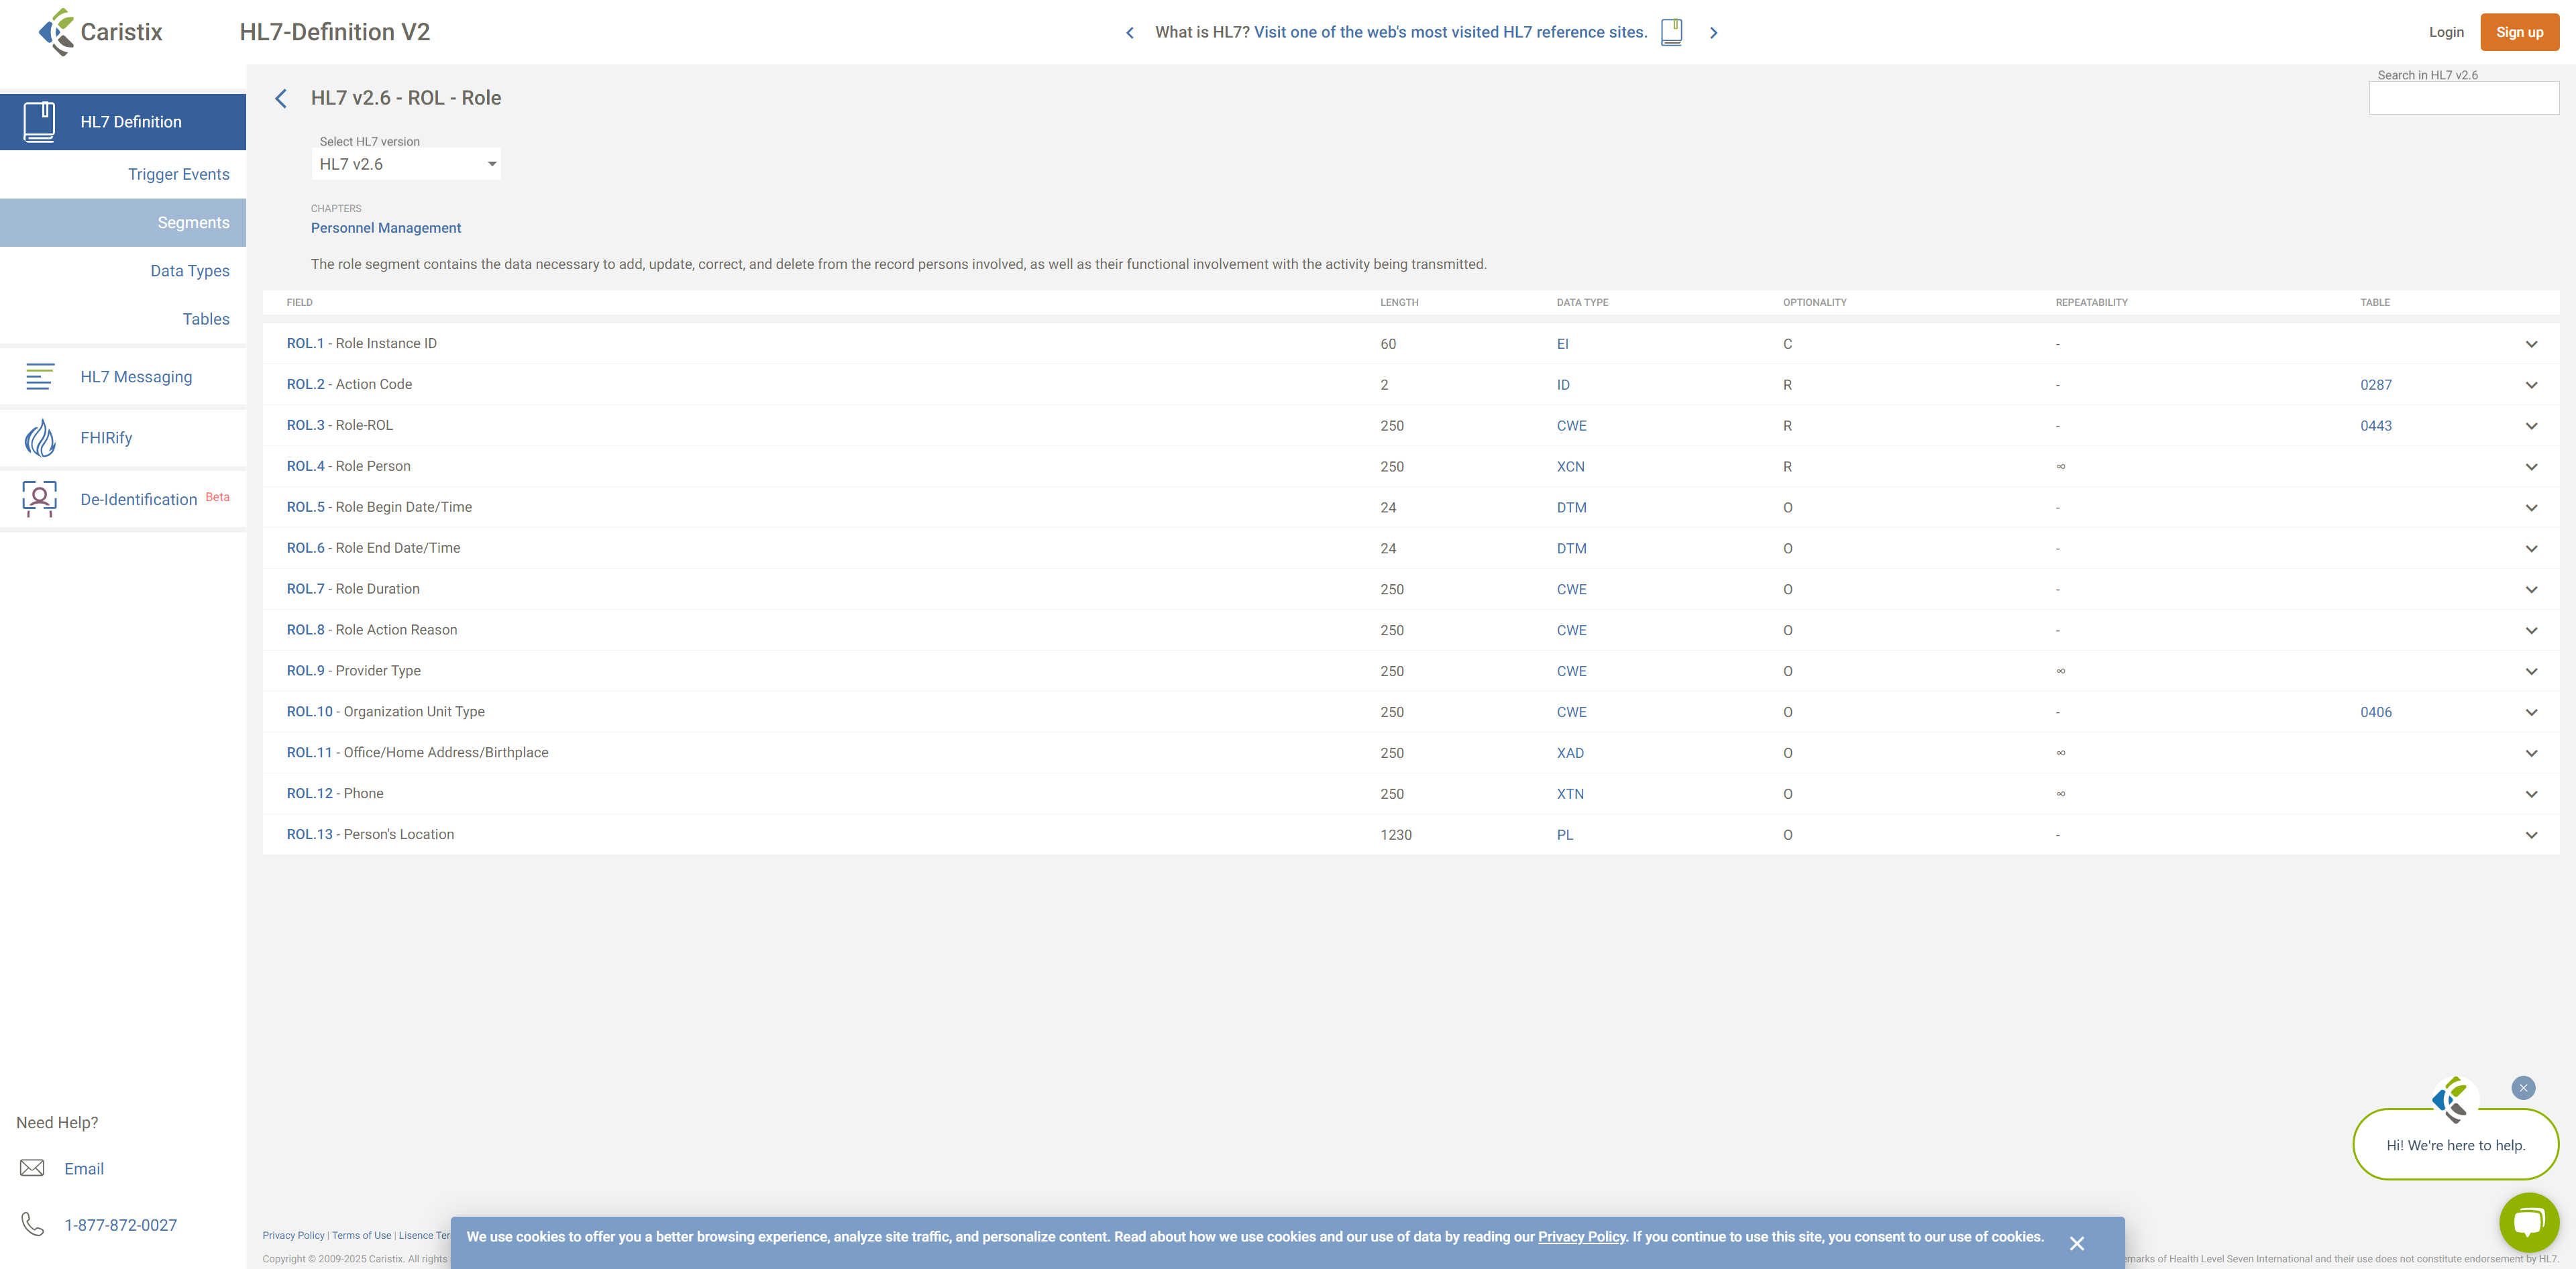 Caristix
HL7-Definition V2
What is HL7? Visit one of the web's most visited HL7 reference sites.
Login
Sign up
HL7 Definition
Trigger Events
Segments
Data Types
Tables
HL7 Messaging
FHIRify
De-Identification Beta
Need Help?
Email
1-877-872-0027
HL7 v2.6 - ROL - Role
Search in HL7 v2.6
Select HL7 version
HL7 v2.6
CHAPTERS
Personnel Management
The role segment contains the data necessary to add, update, correct, and delete from the record persons involved, as well as their functional involvement with the activity being transmitted.
FIELD LENGTH DATA TYPE OPTIONALITY REPEATABILITY TABLE
ROL.1 - Role Instance ID 60 EI C -
ROL.2 - Action Code 2 ID R - 0287
ROL.3 - Role-ROL 250 CWE R - 0443
ROL.4 - Role Person 250 XCN R ∞
ROL.5 - Role Begin Date/Time 24 DTM O -
ROL.6 - Role End Date/Time 24 DTM O -
ROL.7 - Role Duration 250 CWE O -
ROL.8 - Role Action Reason 250 CWE O -
ROL.9 - Provider Type 250 CWE O ∞
ROL.10 - Organization Unit Type 250 CWE O - 0406
ROL.11 - Office/Home Address/Birthplace 250 XAD O ∞
ROL.12 - Phone 250 XTN O ∞
ROL.13 - Person's Location 1230 PL O -
Hi! We're here to help.
Privacy Policy | Terms of Use | Lisence Ter
We use cookies to offer you a better browsing experience, analyze site traffic, and personalize content. Read about how we use cookies and our use of data by reading our Privacy Policy. If you continue to use this site, you consent to our use of cookies.
Copyright © 2009-2025 Caristix. All rights
emarks of Health Level Seven International and their use does not constitute endorsement by HL7.